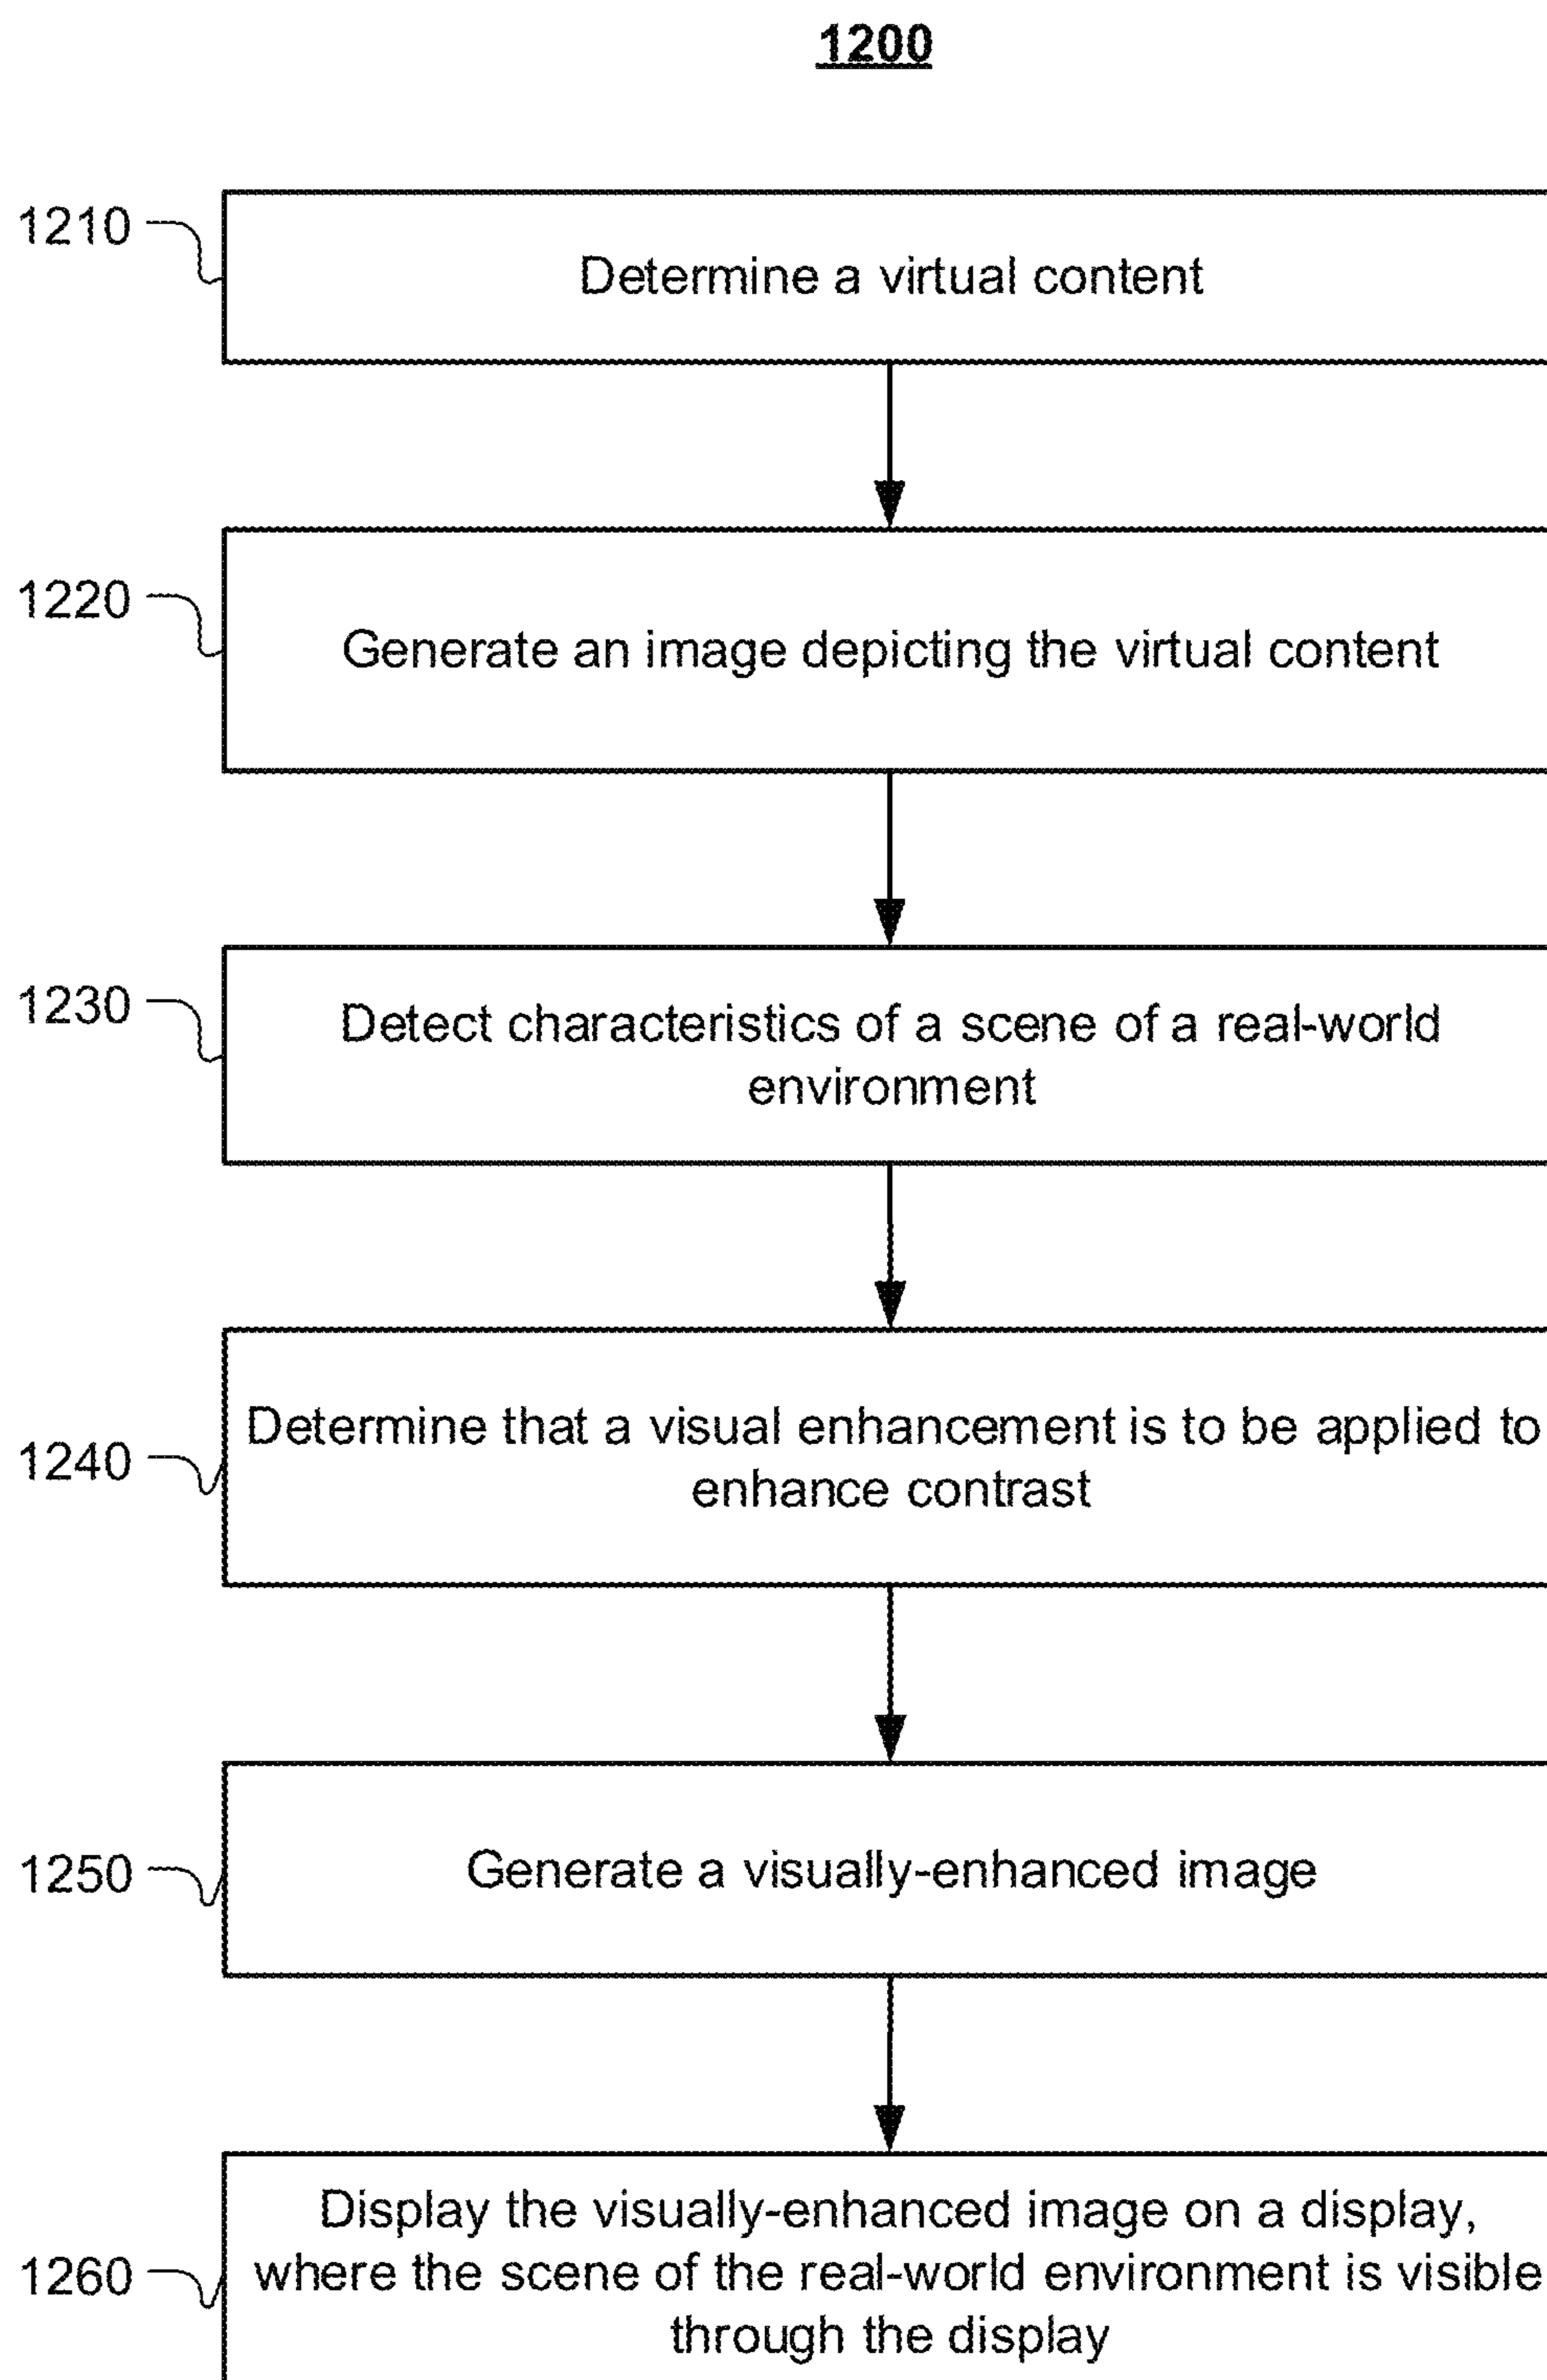 1200
1210
Determine a virtual content
1220
Generate an image depicting the virtual content
1230
Detect characteristics of a scene of a real-world
environment
1240
Determine that a visual enhancement is to be applied to
enhance contrast
1250
Generate a visually-enhanced image
1260
Display the visually-enhanced image on a display,
where the scene of the real-world environment is visible
through the display